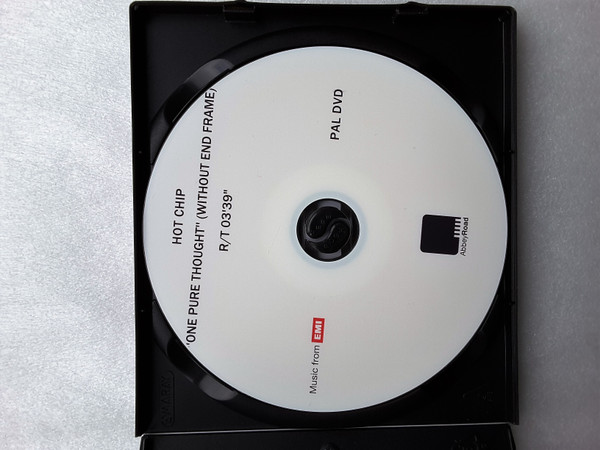 HOT CHIP
"ONE PURE THOUGHT" (WITHOUT END FRAME)
R/T 03'39"
PAL DVD
Music from EMI
AbbeyRoad